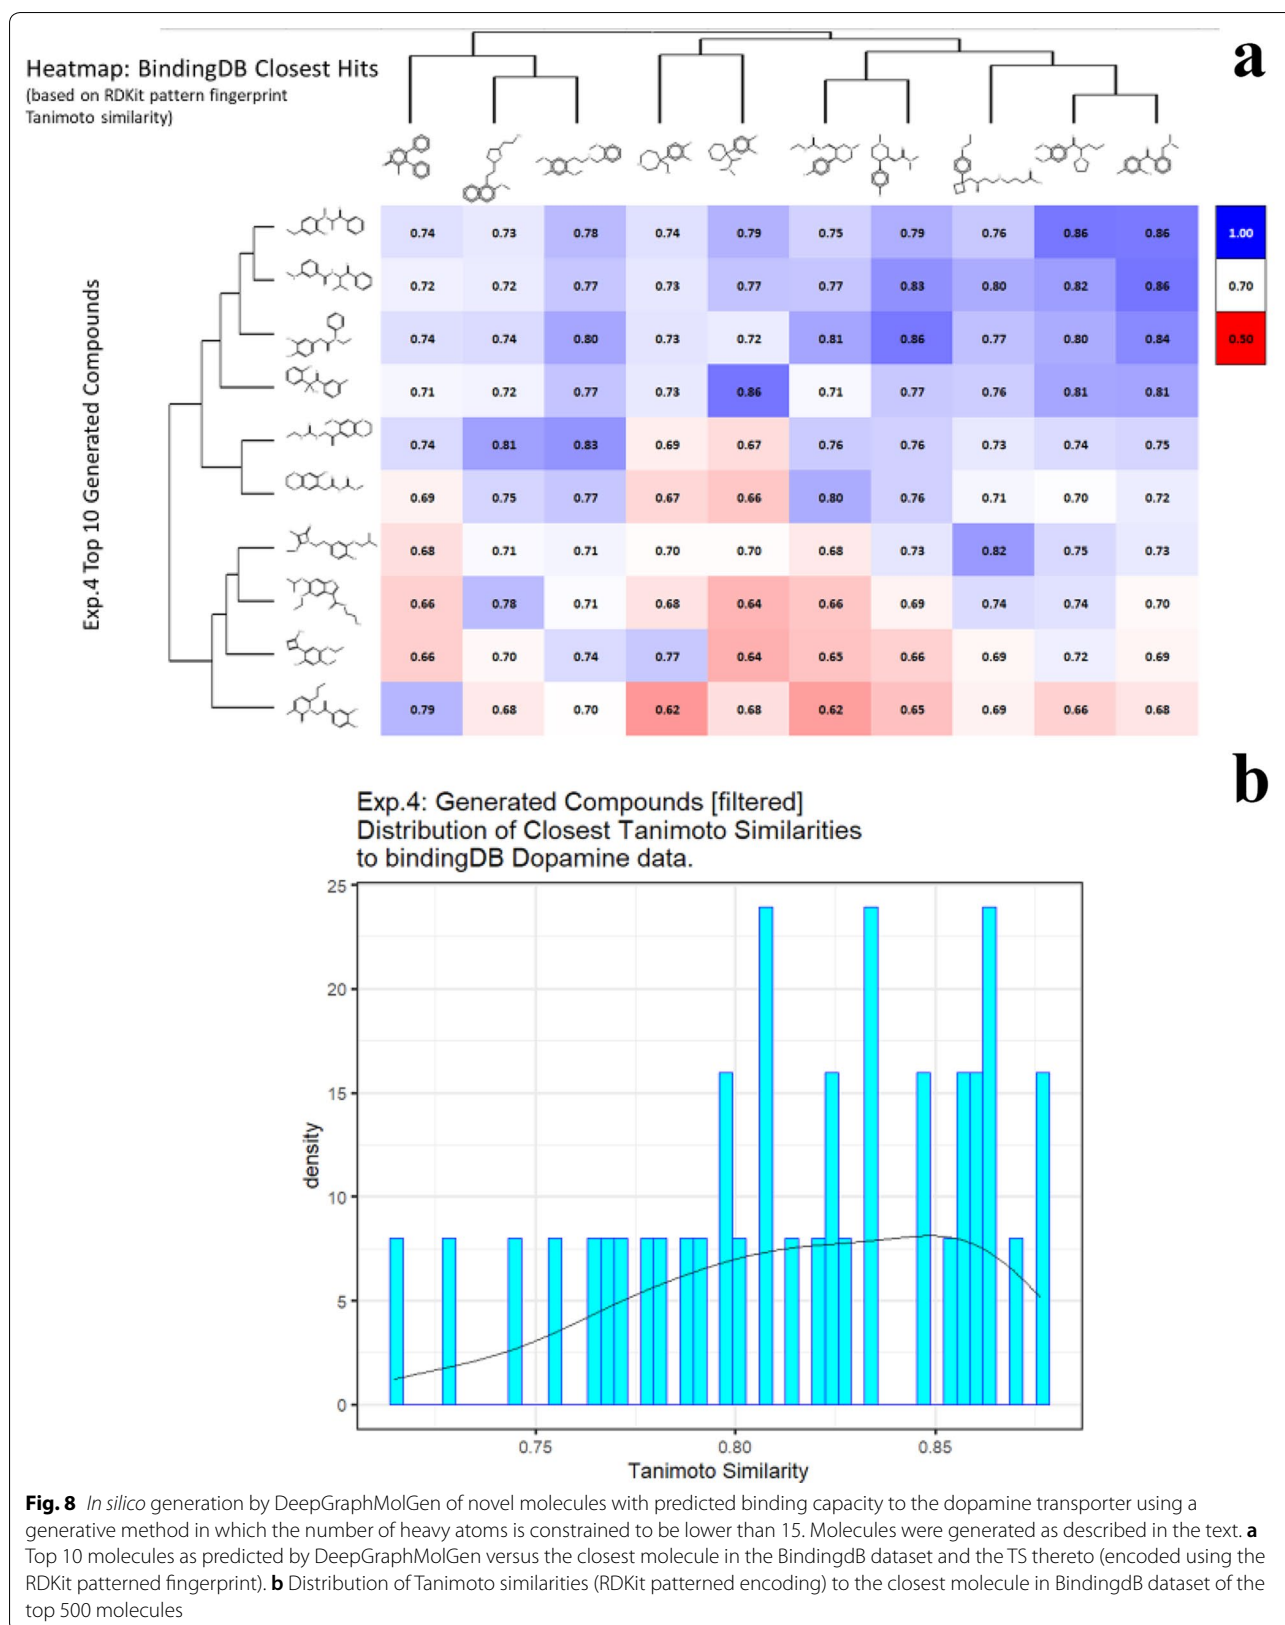 a
Heatmap: BindingDB Closest Hits
(based on RDKit pattern fingerprint
Tanimoto similarity)
Exp.4 Top 10 Generated Compounds
0.74 0.73 0.78 0.74 0.79 0.75 0.79 0.76 0.86 0.86
0.72 0.72 0.77 0.73 0.77 0.77 0.83 0.80 0.82 0.86
0.74 0.74 0.80 0.73 0.72 0.81 0.86 0.77 0.80 0.84
0.71 0.72 0.77 0.73 0.86 0.71 0.77 0.76 0.81 0.81
0.74 0.81 0.83 0.69 0.67 0.76 0.76 0.73 0.74 0.75
0.69 0.75 0.77 0.67 0.66 0.80 0.76 0.71 0.70 0.72
0.68 0.71 0.71 0.70 0.70 0.68 0.73 0.82 0.75 0.73
0.66 0.78 0.71 0.68 0.64 0.66 0.69 0.74 0.74 0.70
0.66 0.70 0.74 0.77 0.64 0.65 0.66 0.69 0.72 0.69
0.79 0.68 0.70 0.62 0.68 0.62 0.65 0.69 0.66 0.68
1.00
0.70
0.50
b
Exp.4: Generated Compounds [filtered]
Distribution of Closest Tanimoto Similarities
to bindingDB Dopamine data.
25
20
15
10
5
0
density
0.75 0.80 0.85
Tanimoto Similarity
Fig. 8 In silico generation by DeepGraphMolGen of novel molecules with predicted binding capacity to the dopamine transporter using a
generative method in which the number of heavy atoms is constrained to be lower than 15. Molecules were generated as described in the text. a
Top 10 molecules as predicted by DeepGraphMolGen versus the closest molecule in the BindingdB dataset and the TS thereto (encoded using the
RDKit patterned fingerprint). b Distribution of Tanimoto similarities (RDKit patterned encoding) to the closest molecule in BindingdB dataset of the
top 500 molecules